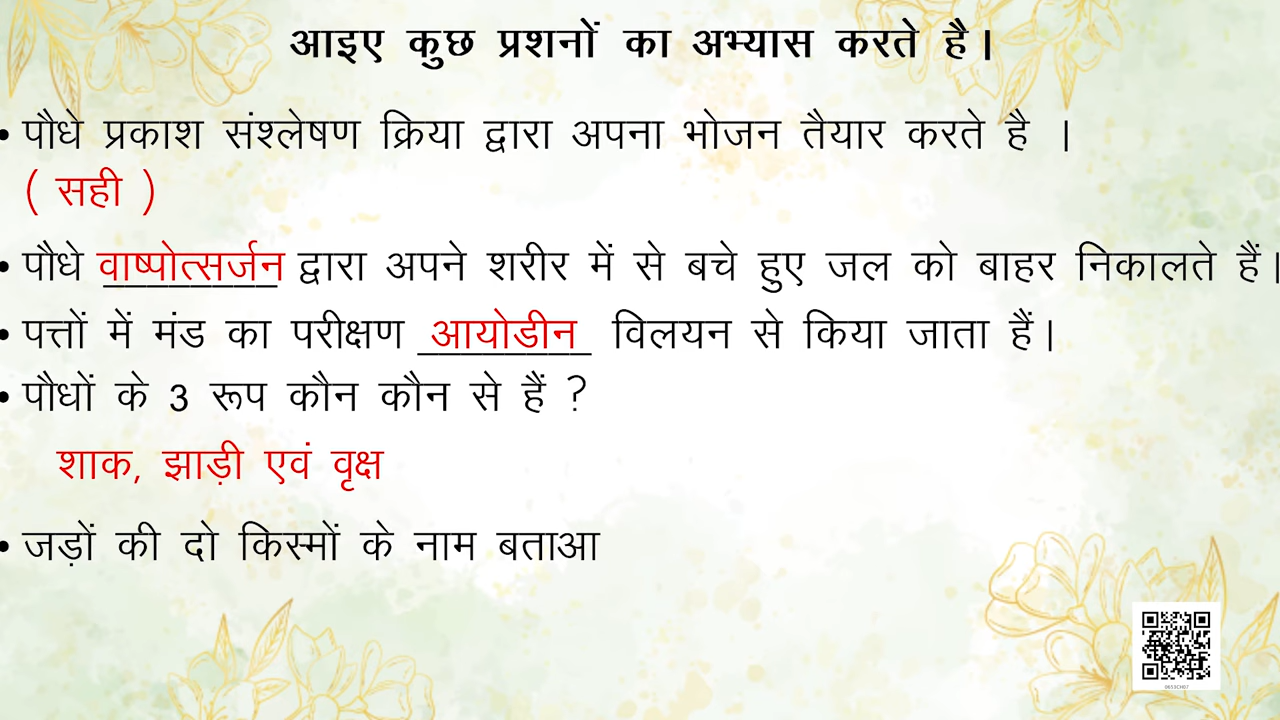 आइए कुछ प्रशनों का अभ्यास करते है।
• पौधे प्रकाश संश्लेषण क्रिया द्वारा अपना भोजन तैयार करते है ।
( सही )
• पौधे वाष्पोत्सर्जन द्वारा अपने शरीर में से बचे हुए जल को बाहर निकालते हैं।
• पत्तों में मंड का परीक्षण आयोडीन विलयन से किया जाता हैं।
• पौधों के 3 रूप कौन कौन से हैं ?
शाक, झाड़ी एवं वृक्ष
• जड़ों की दो किस्मों के नाम बताआ
0653CH07